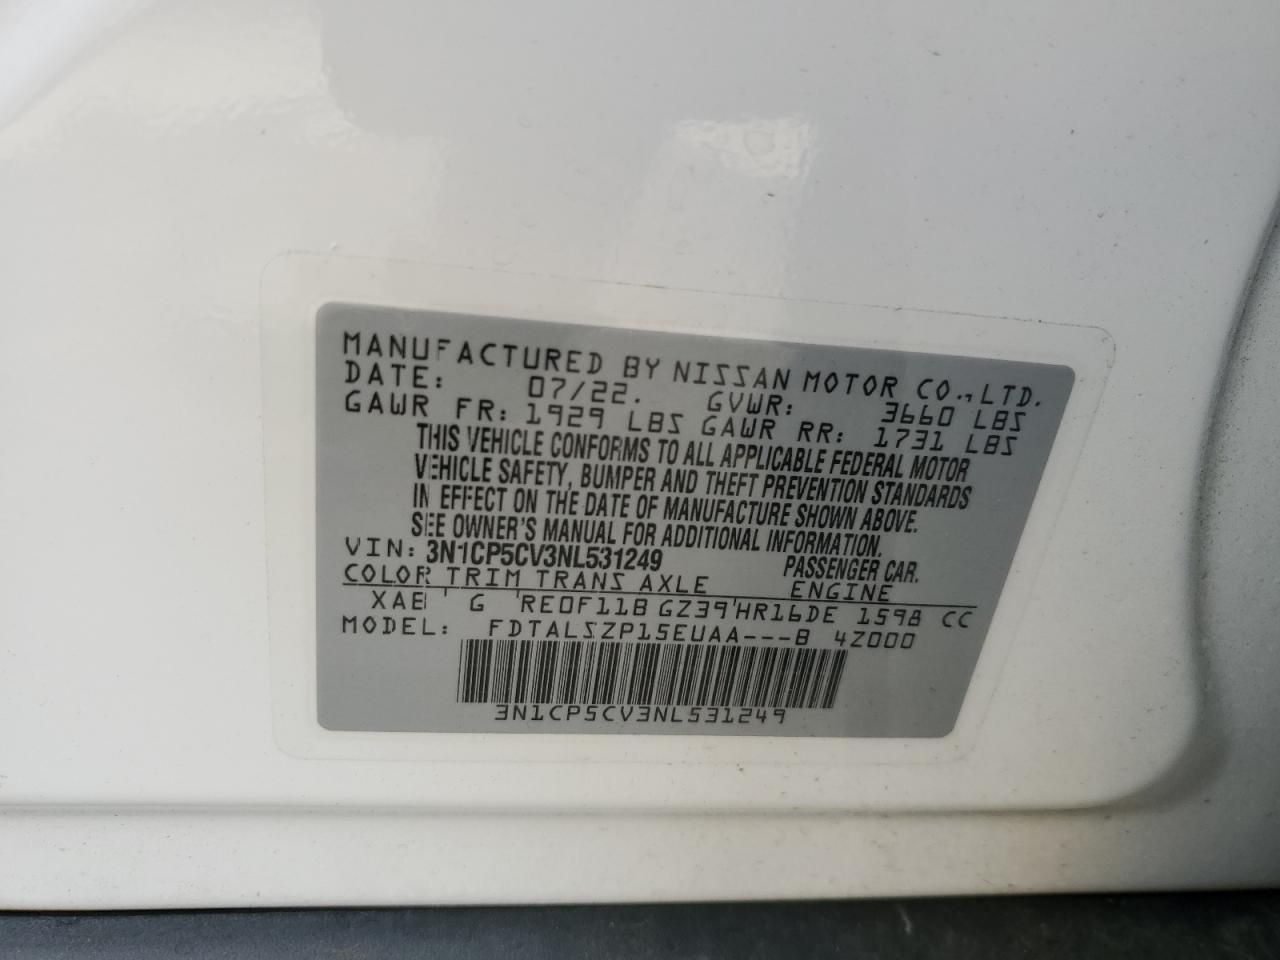 MANUFACTURED BY NISSAN MOTOR CO., LTD.
DATE: 07/22. GVWR: 3660 LBS
GAWR FR: 1929 LBS GAWR RR: 1731 LBS
THIS VEHICLE CONFORMS TO ALL APPLICABLE FEDERAL MOTOR
VEHICLE SAFETY, BUMPER AND THEFT PREVENTION STANDARDS
IN EFFECT ON THE DATE OF MANUFACTURE SHOWN ABOVE.
SEE OWNER'S MANUAL FOR ADDITIONAL INFORMATION.
VIN: 3N1CP5CV3NL531249 PASSENGER CAR.
COLOR TRIM TRANS AXLE ENGINE
XAB G RE0F11B GZ39 HR16DE 1598 CC
MODEL: FDTALSZP15EUAA---B 4Z000
3N1CP5CV3NL531249